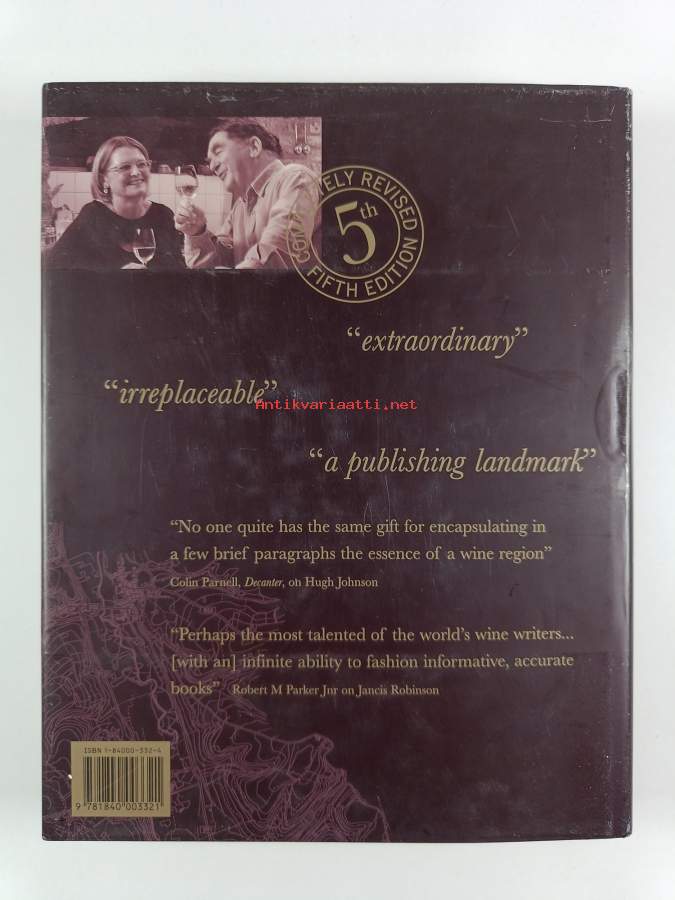 COMPLETELY REVISED
5th
FIFTH EDITION
“extraordinary”
“irreplaceable”
Antikvariaatti.net
“a publishing landmark”
“No one quite has the same gift for encapsulating in
a few brief paragraphs the essence of a wine region”
Colin Parnell, Decanter, on Hugh Johnson
“Perhaps the most talented of the world's wine writers...
[with an] infinite ability to fashion informative, accurate
books” Robert M Parker Jnr on Jancis Robinson
ISBN 1-84000-332-4
9 781840 003321